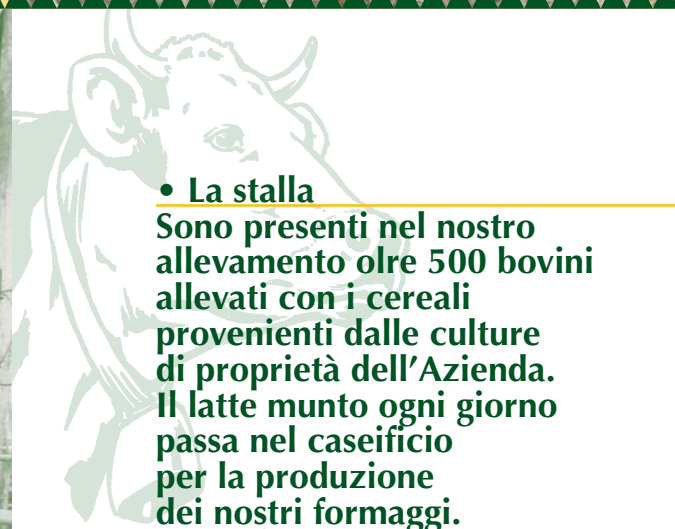 • La stalla
Sono presenti nel nostro
allevamento olre 500 bovini
allevati con i cereali
provenienti dalle culture
di proprietà dell’Azienda.
Il latte munto ogni giorno
passa nel caseificio
per la produzione
dei nostri formaggi.